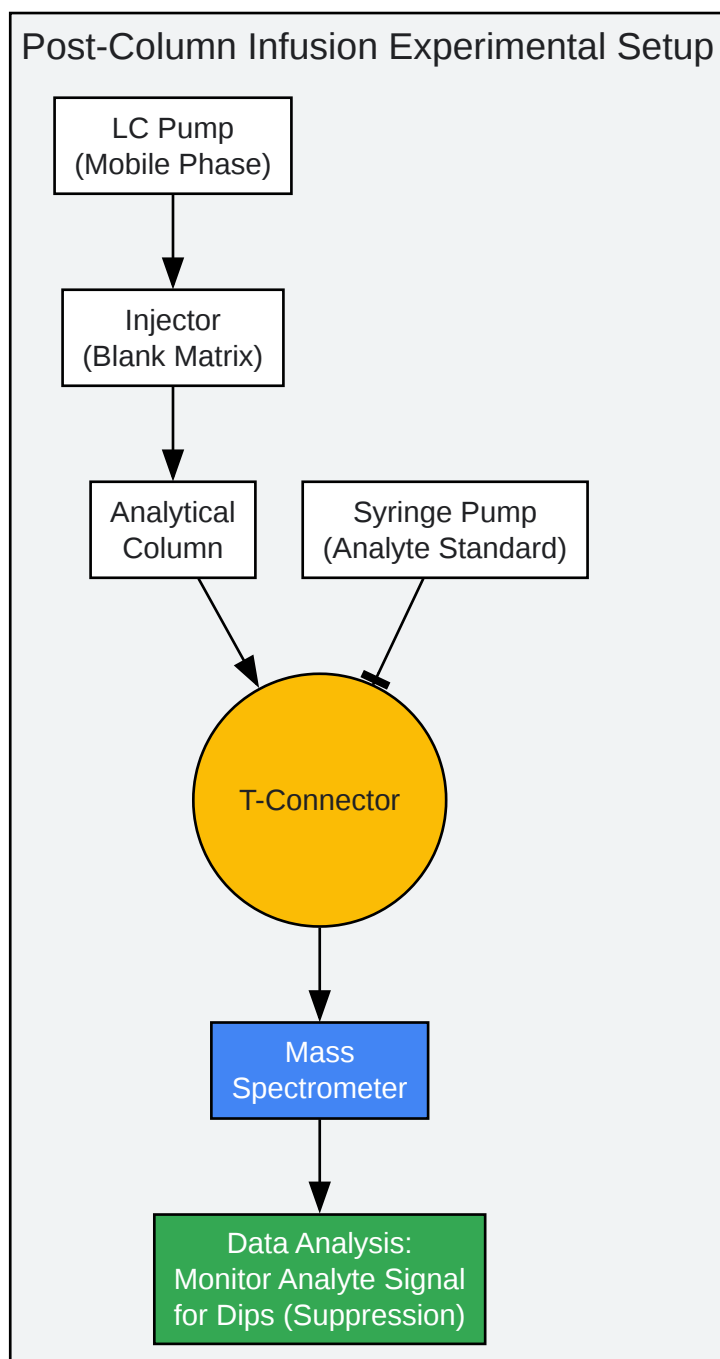 Post-Column Infusion Experimental Setup
LC Pump
(Mobile Phase)
Injector
(Blank Matrix)
Analytical
Column
Syringe Pump
(Analyte Standard)
T-Connector
Mass
Spectrometer
Data Analysis:
Monitor Analyte Signal
for Dips (Suppression)